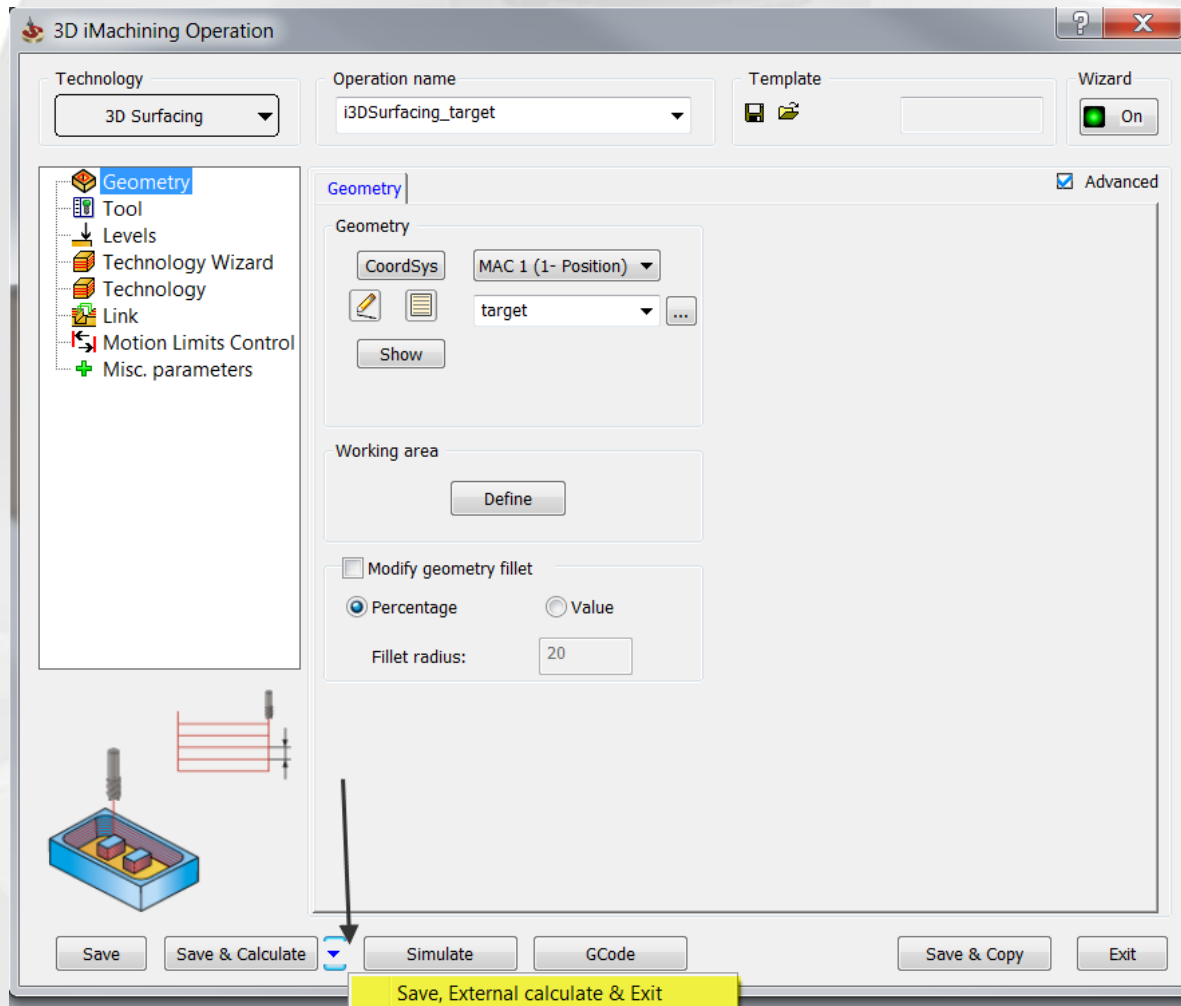 3D iMachining Operation
?
X
Technology
Operation name
Template
Wizard
3D Surfacing
i3DSurfacing_target
On
Geometry
Tool
Levels
Technology Wizard
Technology
Link
Motion Limits Control
Misc. parameters
Geometry
Advanced
Geometry
CoordSys
MAC 1 (1- Position)
target
...
Show
Working area
Define
Modify geometry fillet
Percentage
Value
Fillet radius:
20
Save
Save & Calculate
Simulate
GCode
Save & Copy
Exit
Save, External calculate & Exit